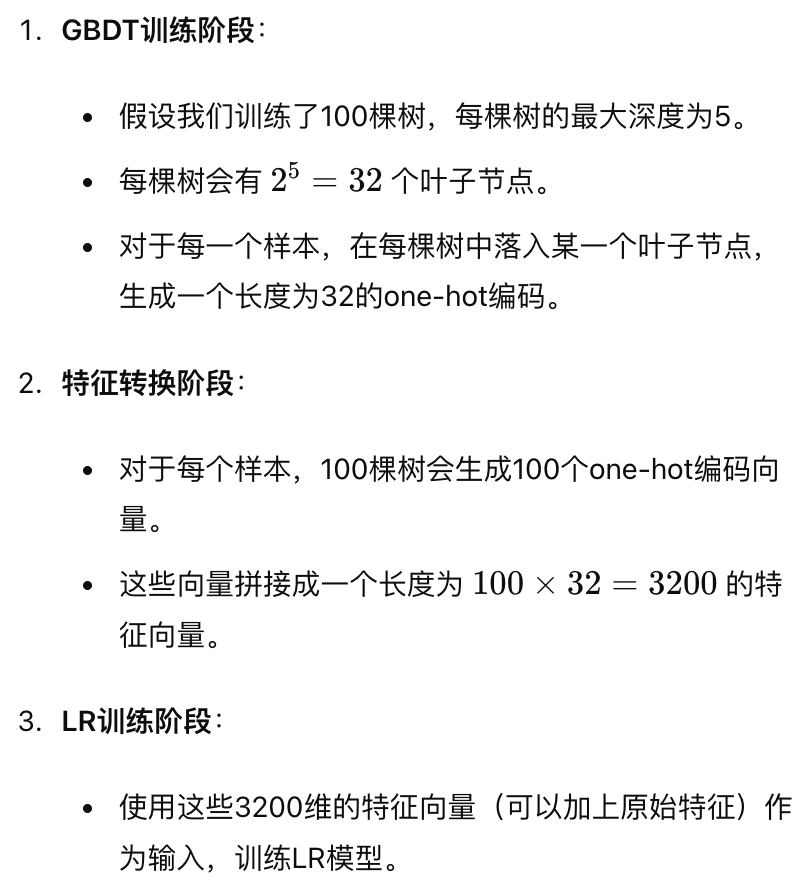 1. GBDT训练阶段：
• 假设我们训练了100棵树，每棵树的最大深度为5。
• 每棵树会有 2⁵ = 32 个叶子节点。
• 对于每一个样本，在每棵树中落入某一个叶子节点，
生成一个长度为32的one-hot编码。
2. 特征转换阶段：
• 对于每个样本，100棵树会生成100个one-hot编码向
量。
• 这些向量拼接成一个长度为 100 × 32 = 3200 的特
征向量。
3. LR训练阶段：
• 使用这些3200维的特征向量（可以加上原始特征）作
为输入，训练LR模型。